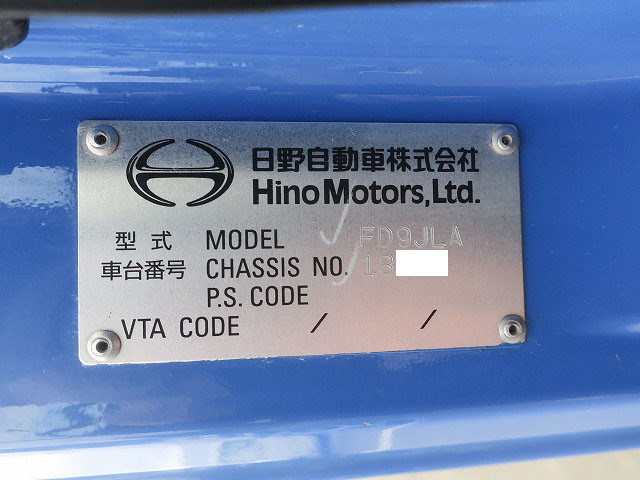 日野自動車株式会社
Hino Motors, Ltd.
型式 MODEL FD9JLA
車台番号 CHASSIS NO. 18
P.S. CODE
VTA CODE / /